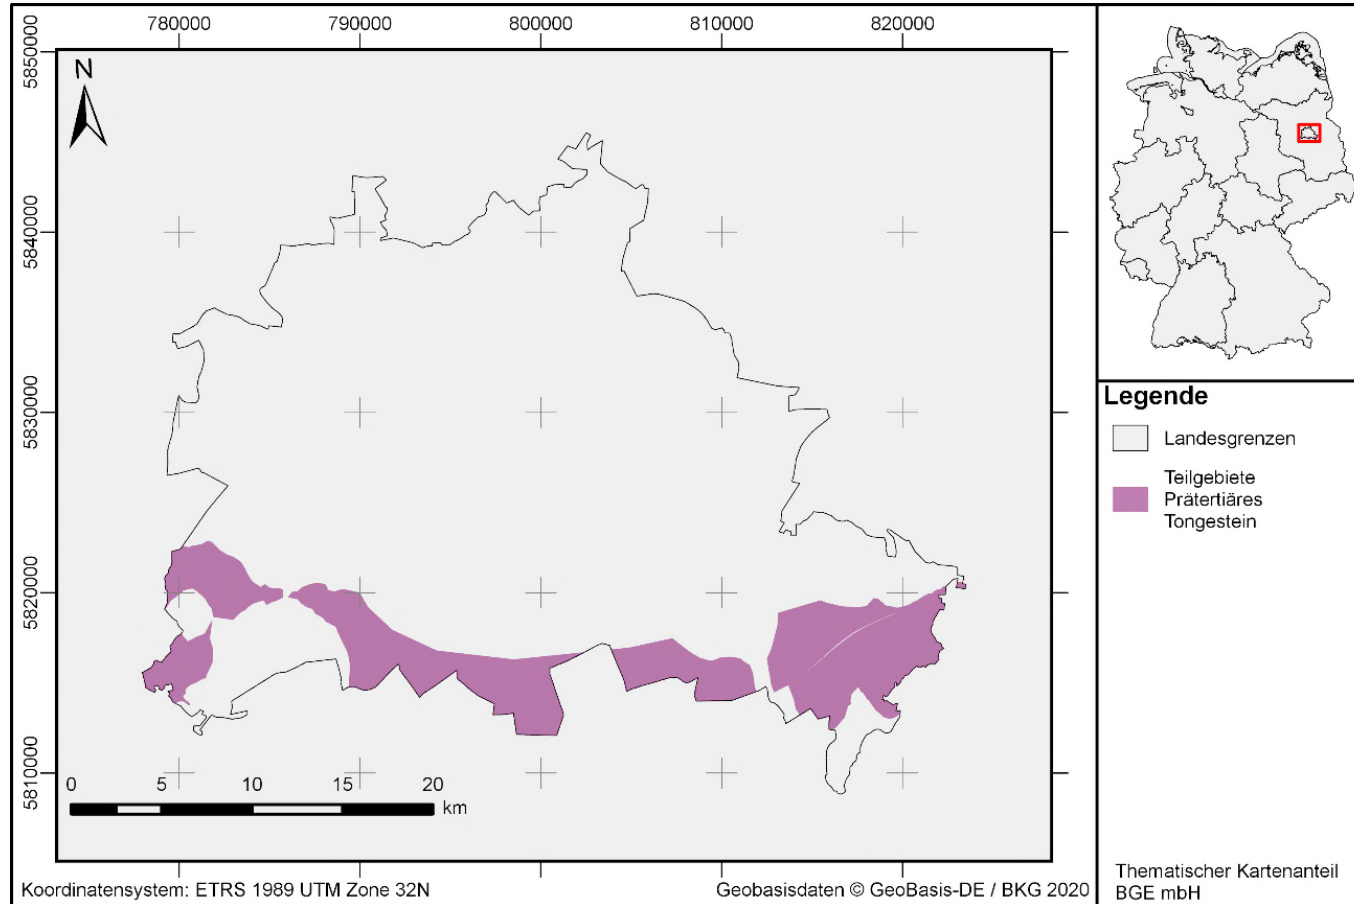 780000
790000
800000
810000
820000
5850000
5840000
5830000
5820000
5810000
N
0
5
10
15
20
km
Koordinatensystem: ETRS 1989 UTM Zone 32N
Geobasisdaten © GeoBasis-DE / BKG 2020
Legende
Landesgrenzen
Teilgebiete
Prätertiäres
Tongestein
Thematischer Kartenanteil
BGE mbH